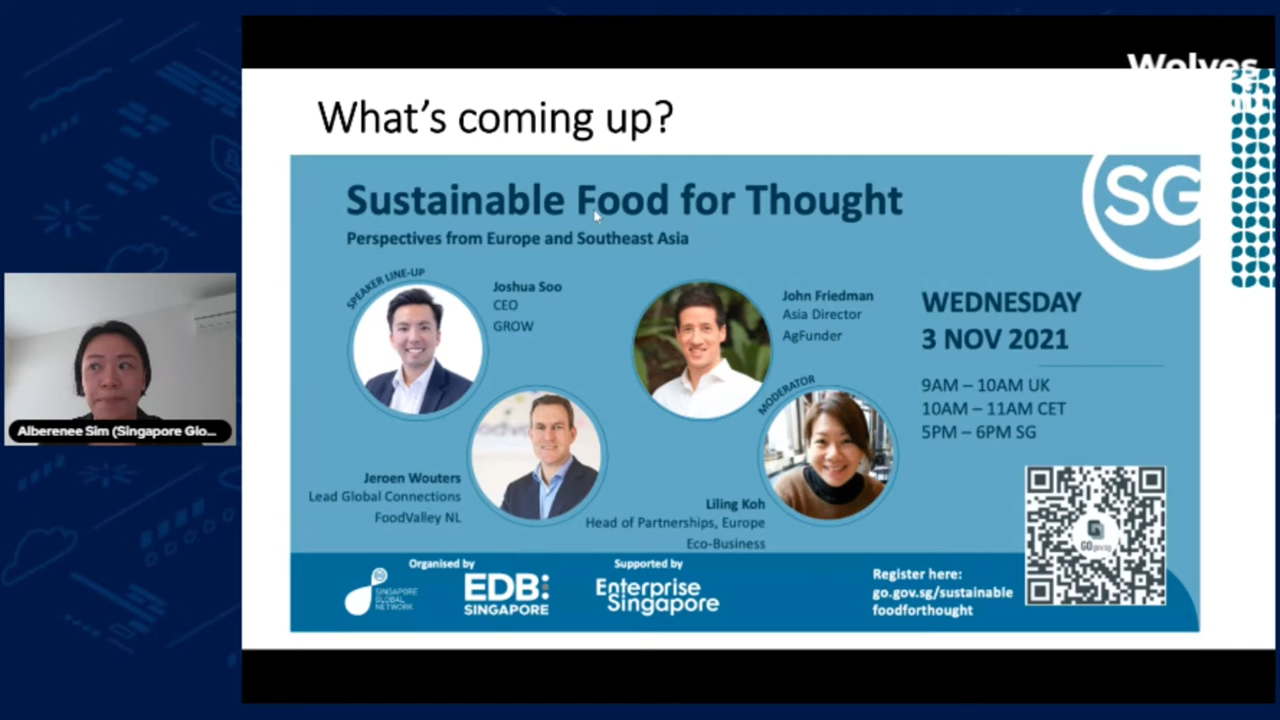 Wolves
What's coming up?
SG
Sustainable Food for Thought
Perspectives from Europe and Southeast Asia
SPEAKER LINE-UP
Joshua Soo
CEO
GROW
John Friedman
Asia Director
AgFunder
WEDNESDAY
3 NOV 2021
9AM – 10AM UK
10AM – 11AM CET
5PM – 6PM SG
MODERATOR
Jeroen Wouters
Lead Global Connections
FoodValley NL
Liling Koh
Head of Partnerships, Europe
Eco-Business
Alberenee Sim (Singapore Glo...
GOgovsg
Organised by
SINGAPORE
GLOBAL
NETWORK
EDB:
SINGAPORE
Supported by
Enterprise
Singapore
Register here:
go.gov.sg/sustainable
foodforthought